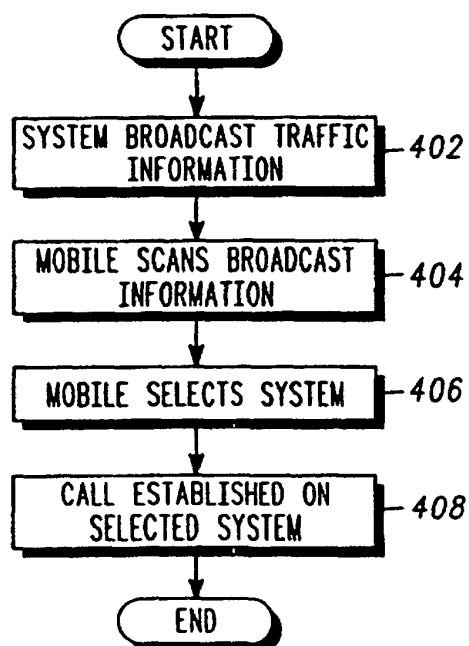 START
SYSTEM BROADCAST TRAFFIC
INFORMATION
402
MOBILE SCANS BROADCAST
INFORMATION
404
MOBILE SELECTS SYSTEM
406
CALL ESTABLISHED ON
SELECTED SYSTEM
408
END